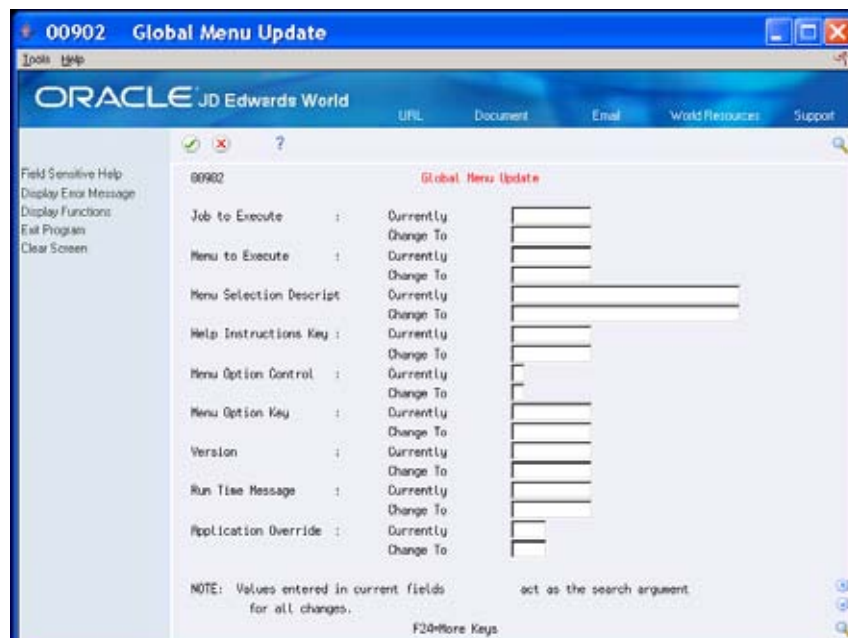 00902 Global Menu Update
Tools Help
ORACLE JD Edwards World
URL Document Email World Resources Support
?
Field Sensitive Help
Display Error Message
Display Functions
Exit Program
Clear Screen
00902 Global Menu Update
Job to Execute : Currently
Change To
Menu to Execute : Currently
Change To
Menu Selection Descript Currently
Change To
Help Instructions Key : Currently
Change To
Menu Option Control : Currently
Change To
Menu Option Key : Currently
Change To
Version : Currently
Change To
Run Time Message : Currently
Change To
Application Override : Currently
Change To
NOTE: Values entered in current fields act as the search argument
for all changes.
F24=More Keys